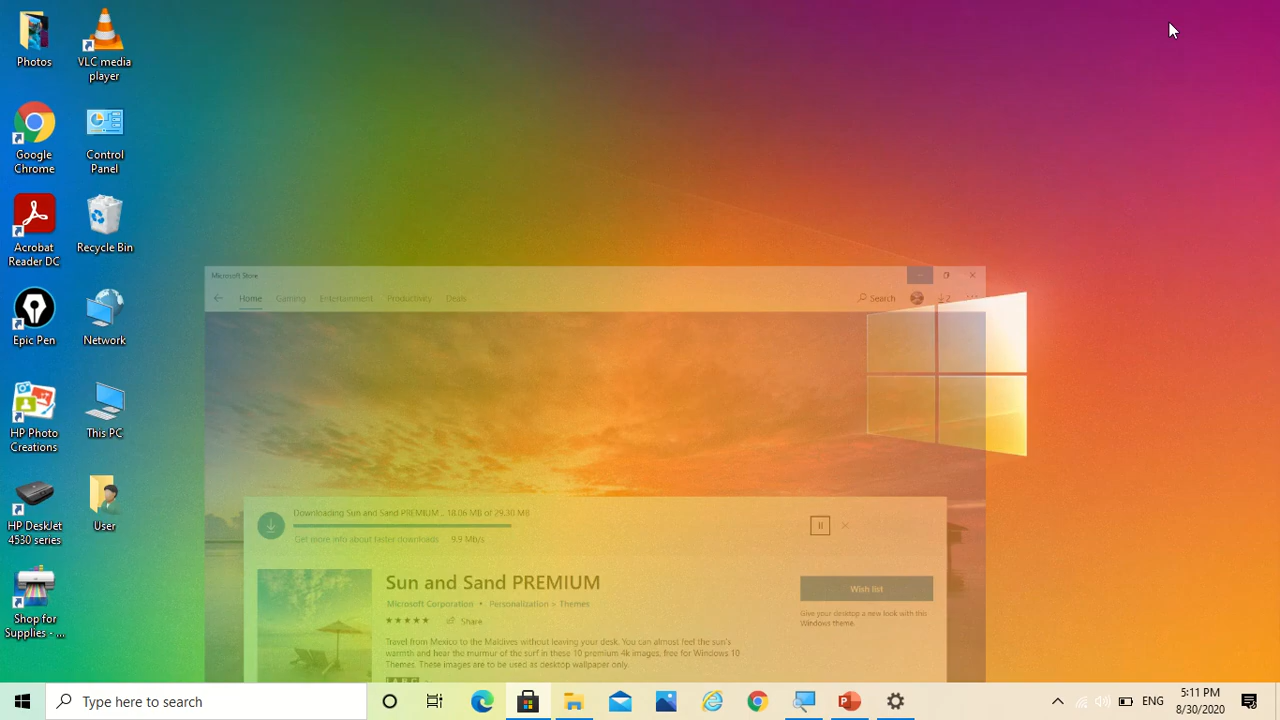 Photos
VLC media
player
Google
Chrome
Control
Panel
Acrobat
Reader DC
Recycle Bin
Epic Pen
Network
HP Photo
Creations
This PC
HP DeskJet
4530 series
User
Shop for
Supplies - ...
Microsoft Store
Home Gaming Entertainment Productivity Deals
Search
2
Downloading Sun and Sand PREMIUM .. 18.06 MB of 29.30 MB
Get more info about faster downloads 9.9 Mb/s
Sun and Sand PREMIUM
Microsoft Corporation • Personalization > Themes
Share
Travel from Mexico to the Maldives without leaving your desk. You can almost feel the sun's
warmth and hear the murmur of the surf in these 10 premium 4k images, free for Windows 10
Themes. These images are to be used as desktop wallpaper only.
Wish list
Give your desktop a new look with this
Windows theme.
Type here to search
ENG
5:11 PM
8/30/2020